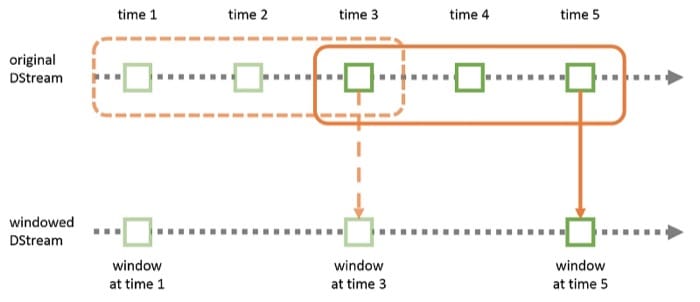 time 1 time 2 time 3 time 4 time 5
original
DStream
windowed
DStream
window
at time 1
window
at time 3
window
at time 5